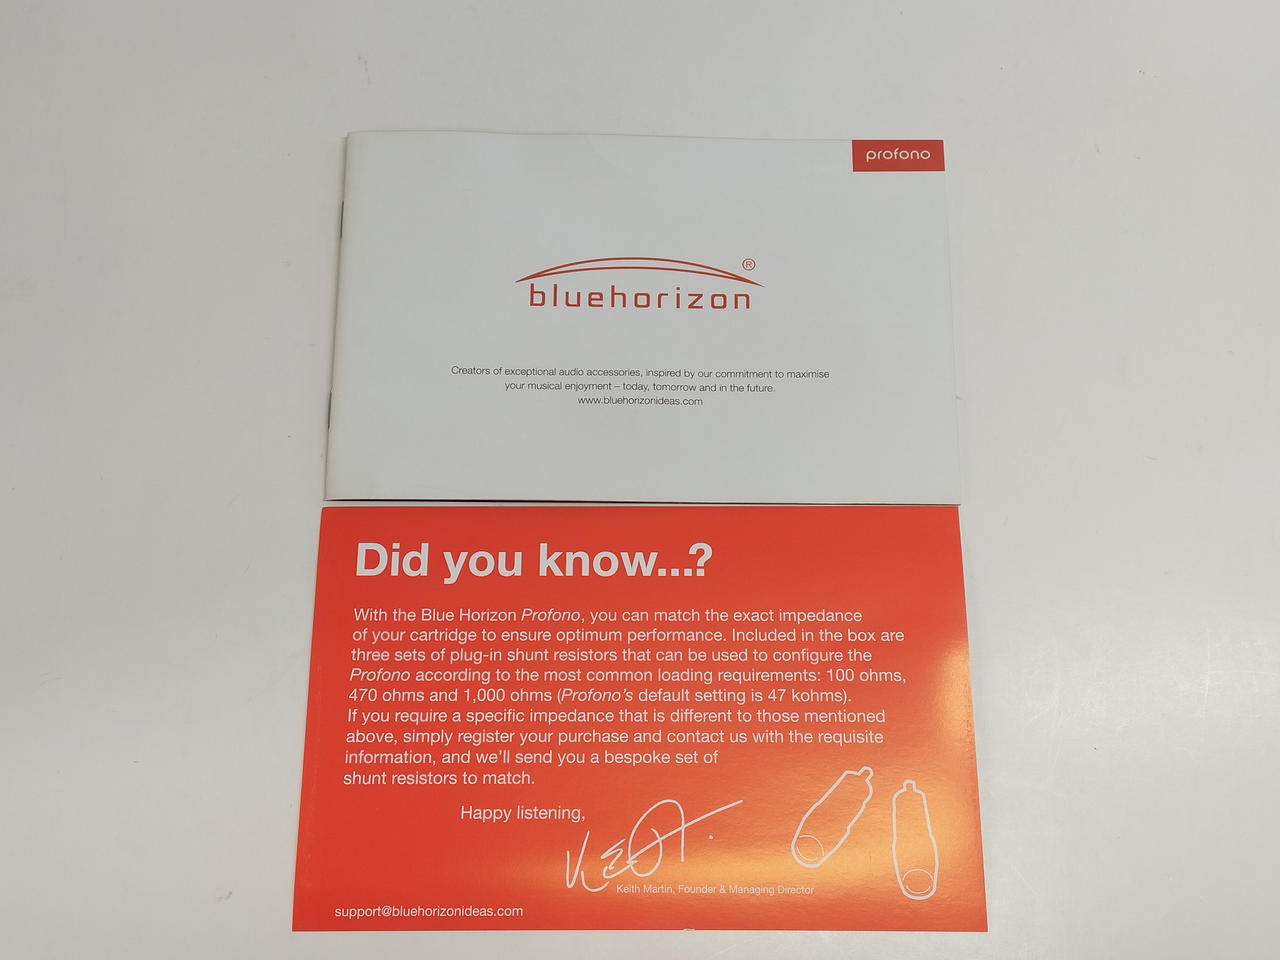 profono
bluehorizon®
Creators of exceptional audio accessories, inspired by our commitment to maximise
your musical enjoyment – today, tomorrow and in the future.
www.bluehorizonideas.com
Did you know...?
With the Blue Horizon Profono, you can match the exact impedance
of your cartridge to ensure optimum performance. Included in the box are
three sets of plug-in shunt resistors that can be used to configure the
Profono according to the most common loading requirements: 100 ohms,
470 ohms and 1,000 ohms (Profono's default setting is 47 kohms).
If you require a specific impedance that is different to those mentioned
above, simply register your purchase and contact us with the requisite
information, and we'll send you a bespoke set of
shunt resistors to match.
Happy listening,
Keith Martin, Founder & Managing Director
support@bluehorizonideas.com